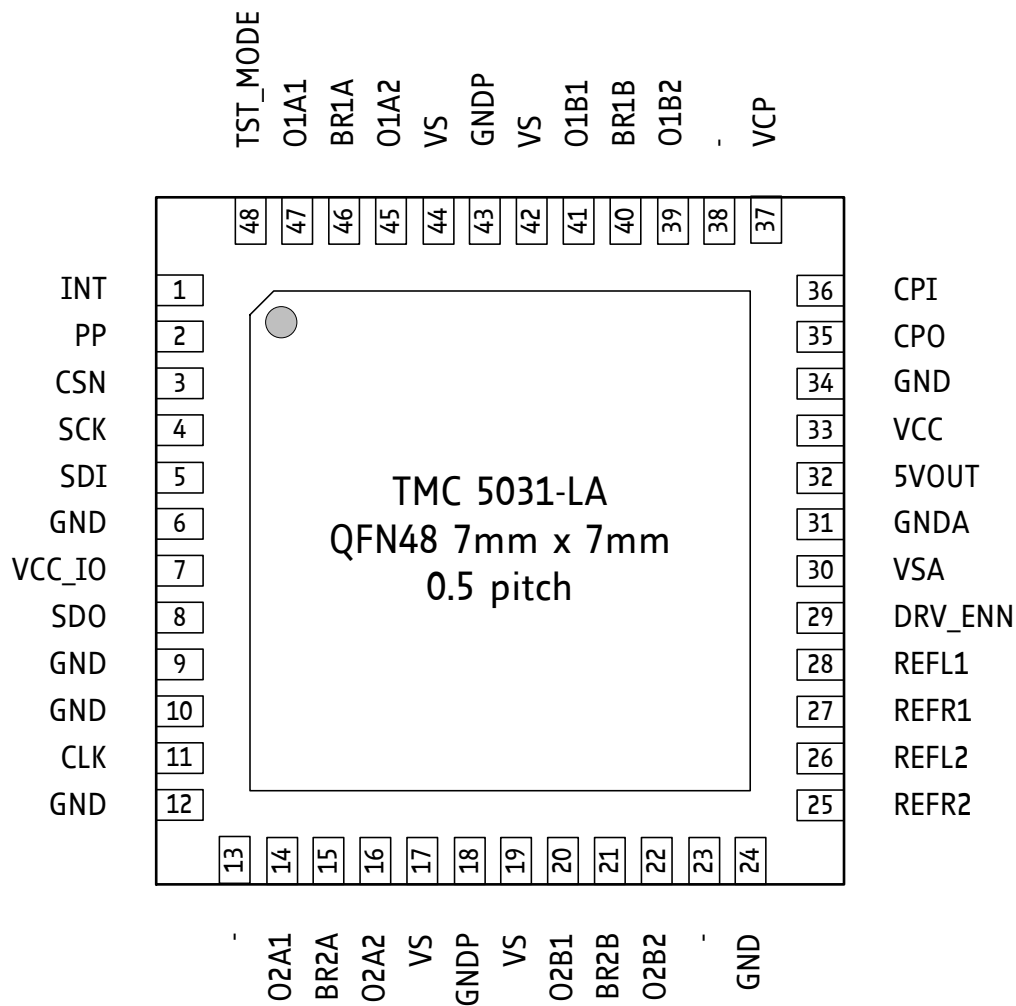 TST_MODE
O1A1
BR1A
O1A2
VS
GNDP
VS
O1B1
BR1B
O1B2
-
VCP
48
47
46
45
44
43
42
41
40
39
38
37
INT 1
PP 2
CSN 3
SCK 4
SDI 5
GND 6
VCC_IO 7
SDO 8
GND 9
GND 10
CLK 11
GND 12
TMC 5031-LA
QFN48 7mm x 7mm
0.5 pitch
36 CPI
35 CPO
34 GND
33 VCC
32 5VOUT
31 GNDA
30 VSA
29 DRV_ENN
28 REFL1
27 REFR1
26 REFL2
25 REFR2
13
14
15
16
17
18
19
20
21
22
23
24
-
O2A1
BR2A
O2A2
VS
GNDP
VS
O2B1
BR2B
O2B2
-
GND